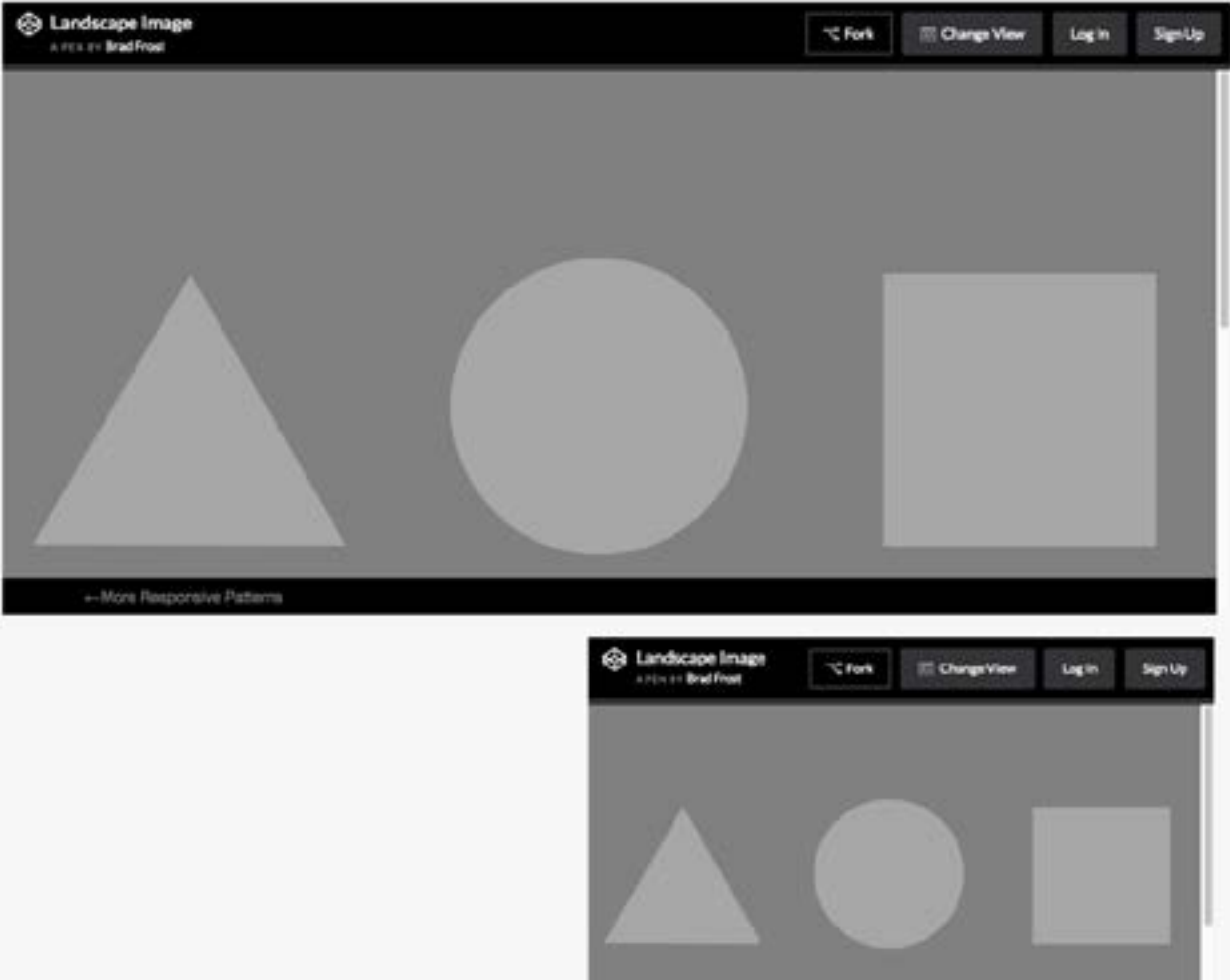 Landscape Image
Fork
Change View
Log In
Sign Up
A PEN BY Brad Frost
←More Responsive Patterns
Landscape Image
Fork
Change View
Log In
Sign Up
A PEN BY Brad Frost